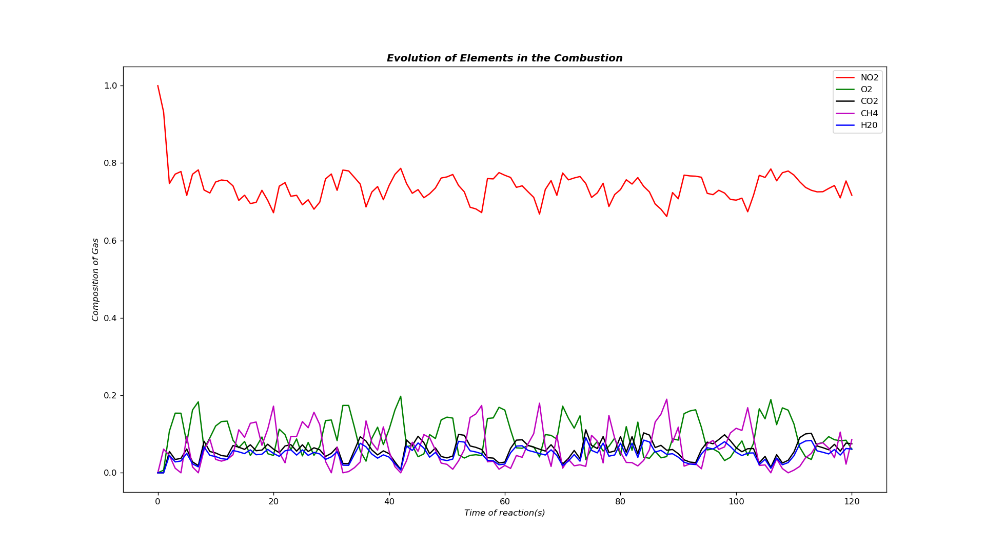 Evolution of Elements in the Combustion
NO2
O2
CO2
CH4
H20
Composition of Gas
1.0
0.8
0.6
0.4
0.2
0.0
0 20 40 60 80 100 120
Time of reaction(s)